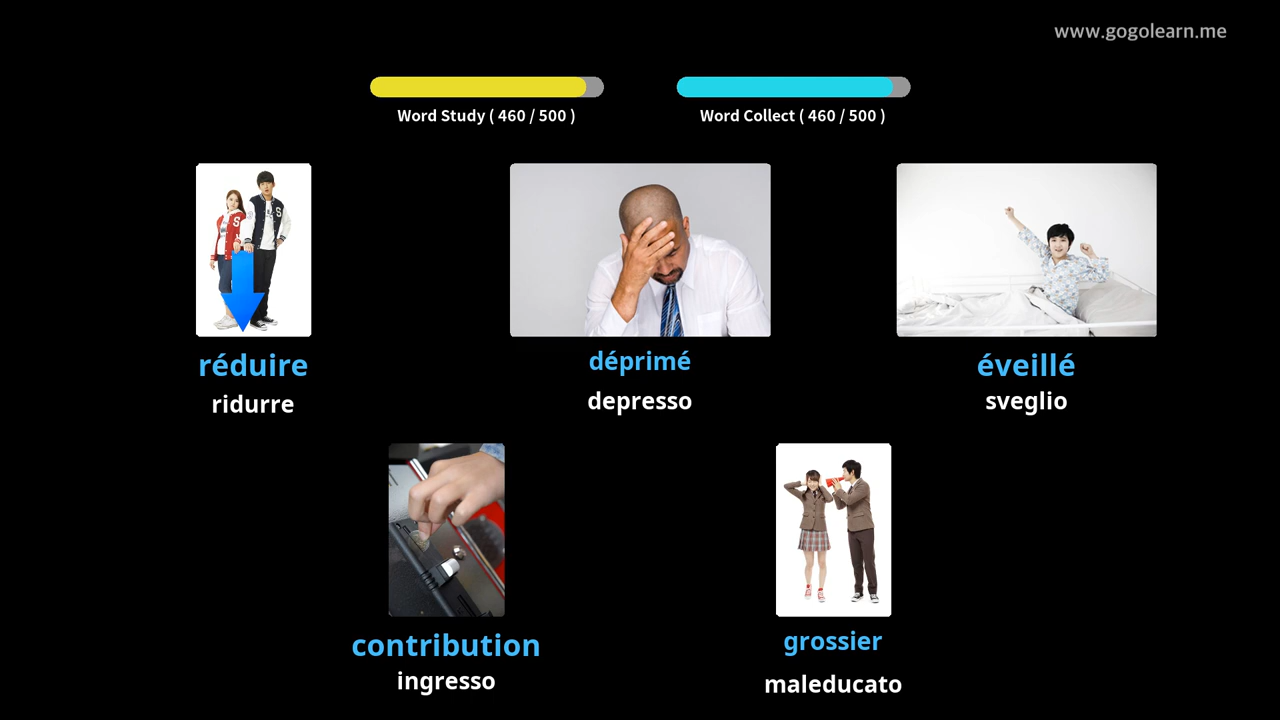 www.gogolearn.me
Word Study ( 460 / 500 )
Word Collect ( 460 / 500 )
réduire
ridurre
déprimé
depresso
éveillé
sveglio
contribution
ingresso
grossier
maleducato